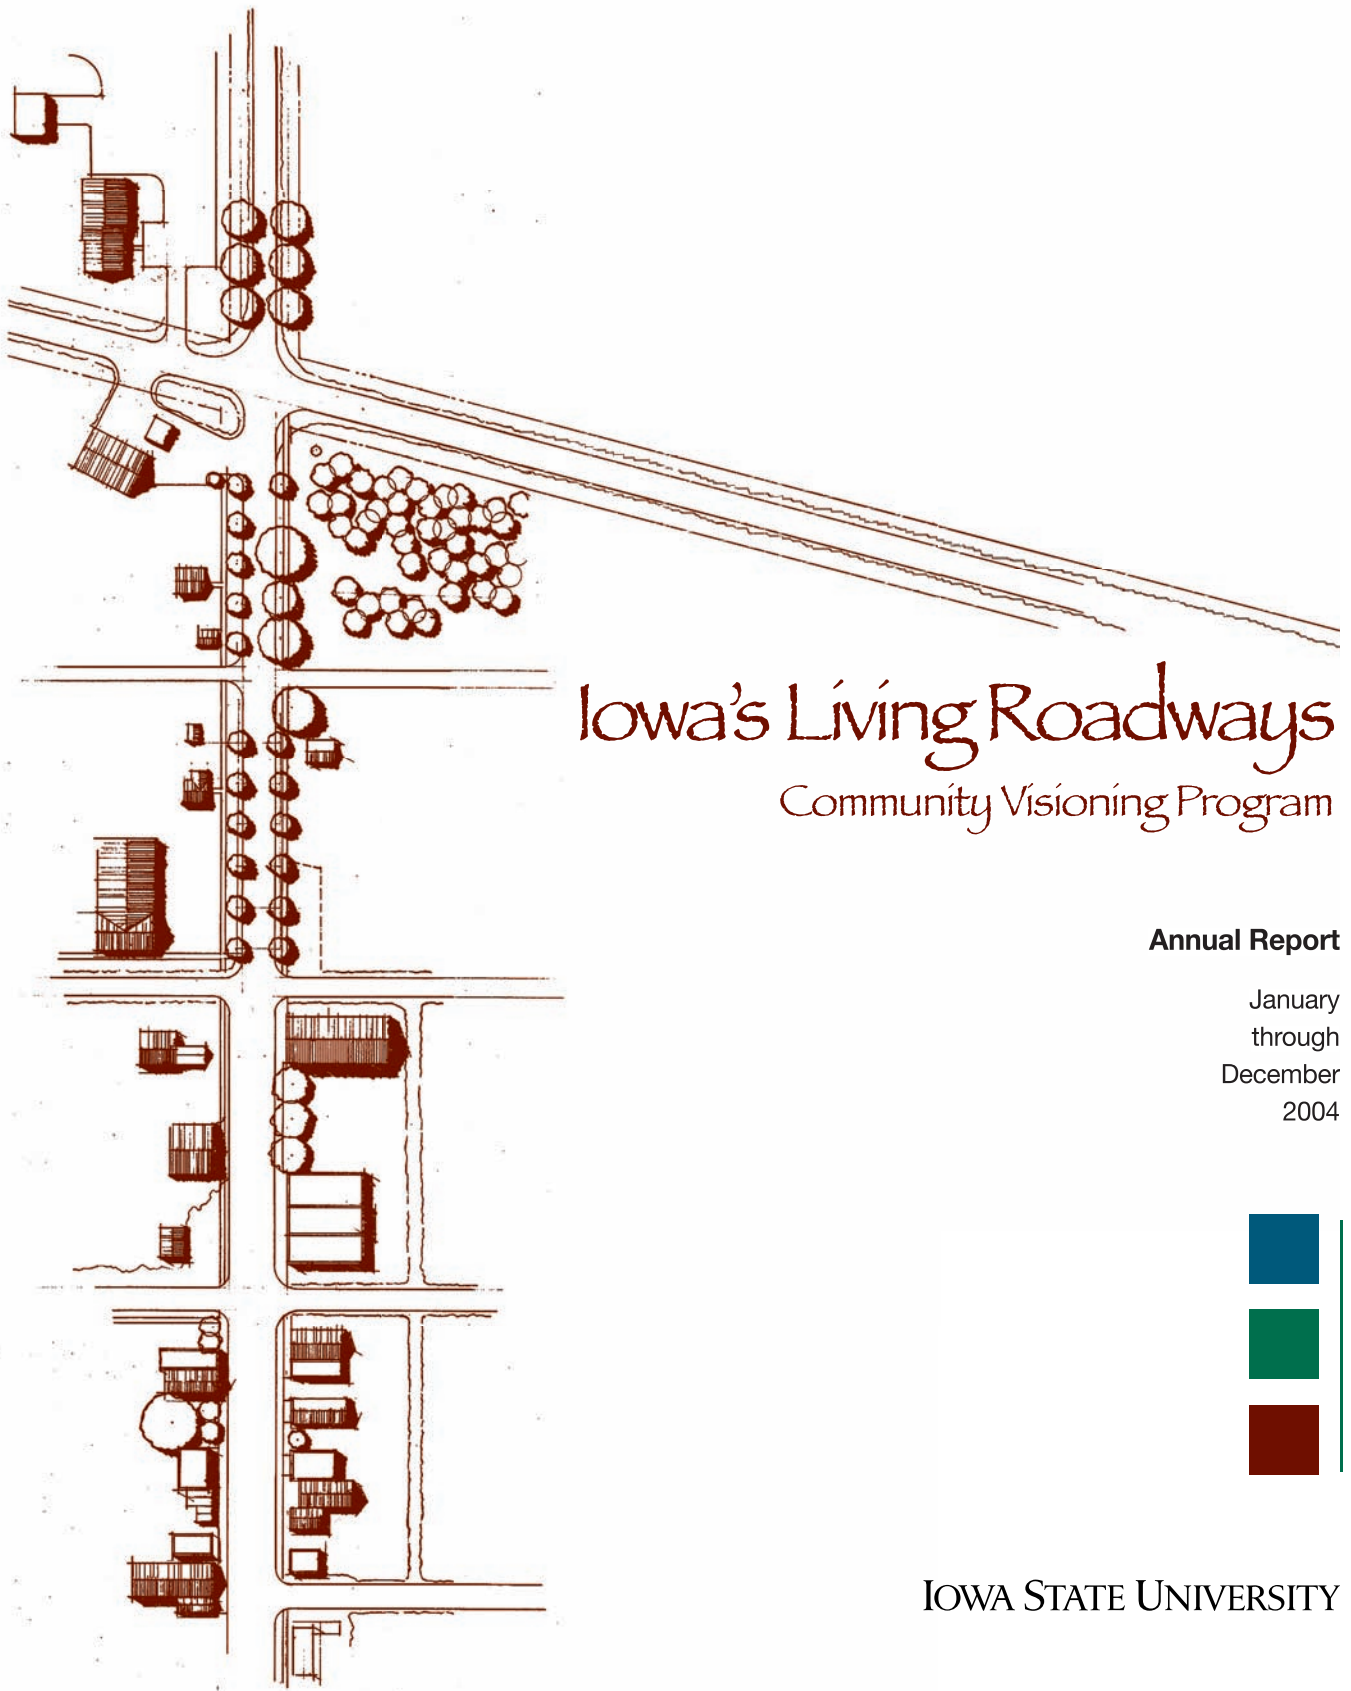 Iowa's Living Roadways
Community Visioning Program
Annual Report
January
through
December
2004
IOWA STATE UNIVERSITY